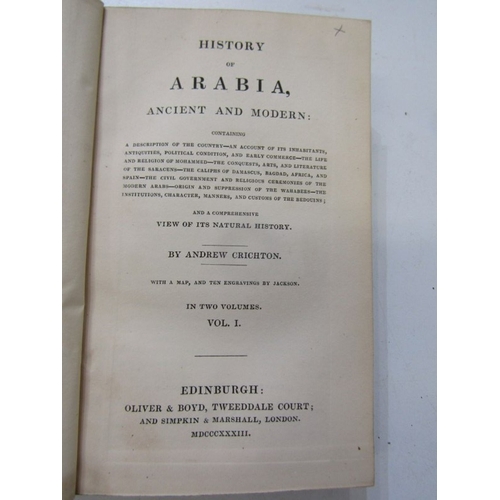 HISTORY
OF
ARABIA,
ANCIENT AND MODERN:
CONTAINING
A DESCRIPTION OF THE COUNTRY—AN ACCOUNT OF ITS INHABITANTS,
ANTIQUITIES, POLITICAL CONDITION, AND EARLY COMMERCE—THE LIFE
AND RELIGION OF MOHAMMED—THE CONQUESTS, ARTS, AND LITERATURE
OF THE SARACENS—THE CALIPHS OF DAMASCUS, BAGDAD, AFRICA, AND
SPAIN—THE CIVIL GOVERNMENT AND RELIGIOUS CEREMONIES OF THE
MODERN ARABS—ORIGIN AND SUPPRESSION OF THE WAHABEES—THE
INSTITUTIONS, CHARACTER, MANNERS, AND CUSTOMS OF THE BEDOUINS;
AND A COMPREHENSIVE
VIEW OF ITS NATURAL HISTORY.
BY ANDREW CRICHTON.
WITH A MAP, AND TEN ENGRAVINGS BY JACKSON.
IN TWO VOLUMES.
VOL. I.
EDINBURGH:
OLIVER & BOYD, TWEEDDALE COURT;
AND SIMPKIN & MARSHALL, LONDON.
MDCCCXXXIII.